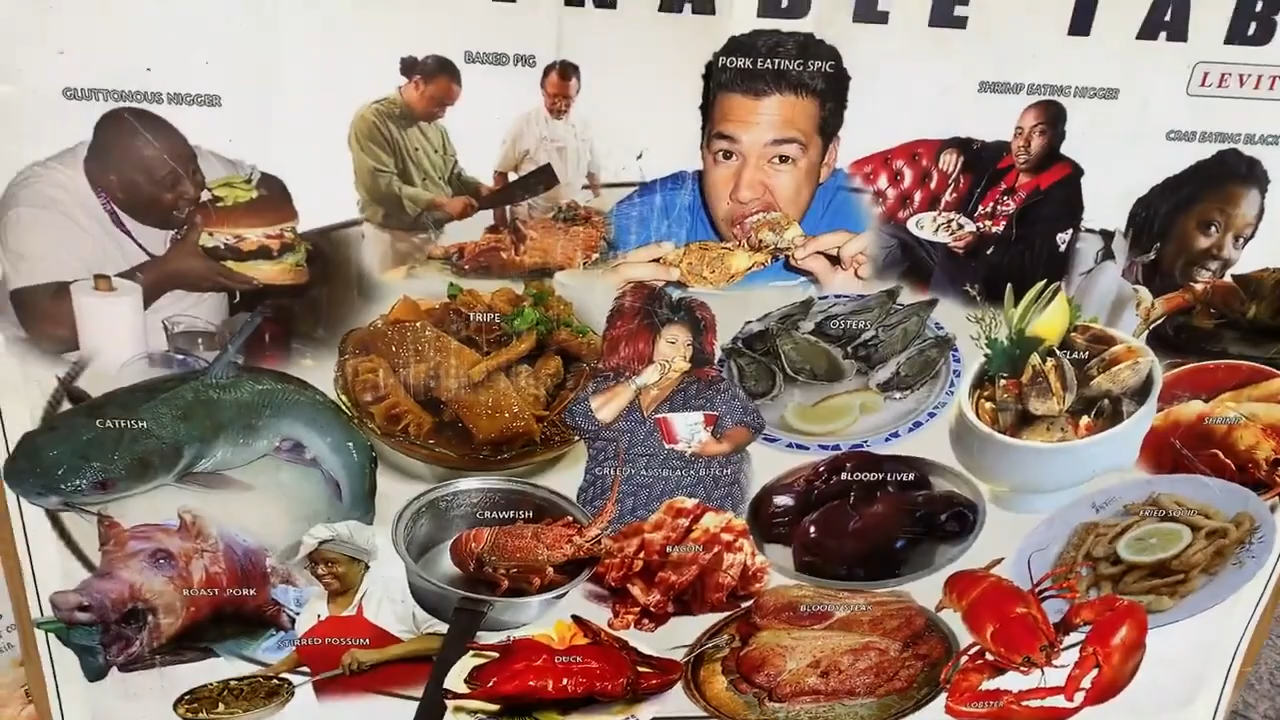 NABLE TAB
BAKED PIG
PORK EATING SPIC
LEVIT
GLUTTONOUS NIGGER
SHRIMP EATING NIGGER
CRAB EATING BLACK
TRIPE
OSTERS
CLAM
CATFISH
SHRIMP
GREEDY ASS BLACK BITCH
BLOODY LIVER
CRAWFISH
FRIED SQUID
BACON
ROAST PORK
BLOODY STEAK
STIRRED POSSUM
DUCK
LOBSTER